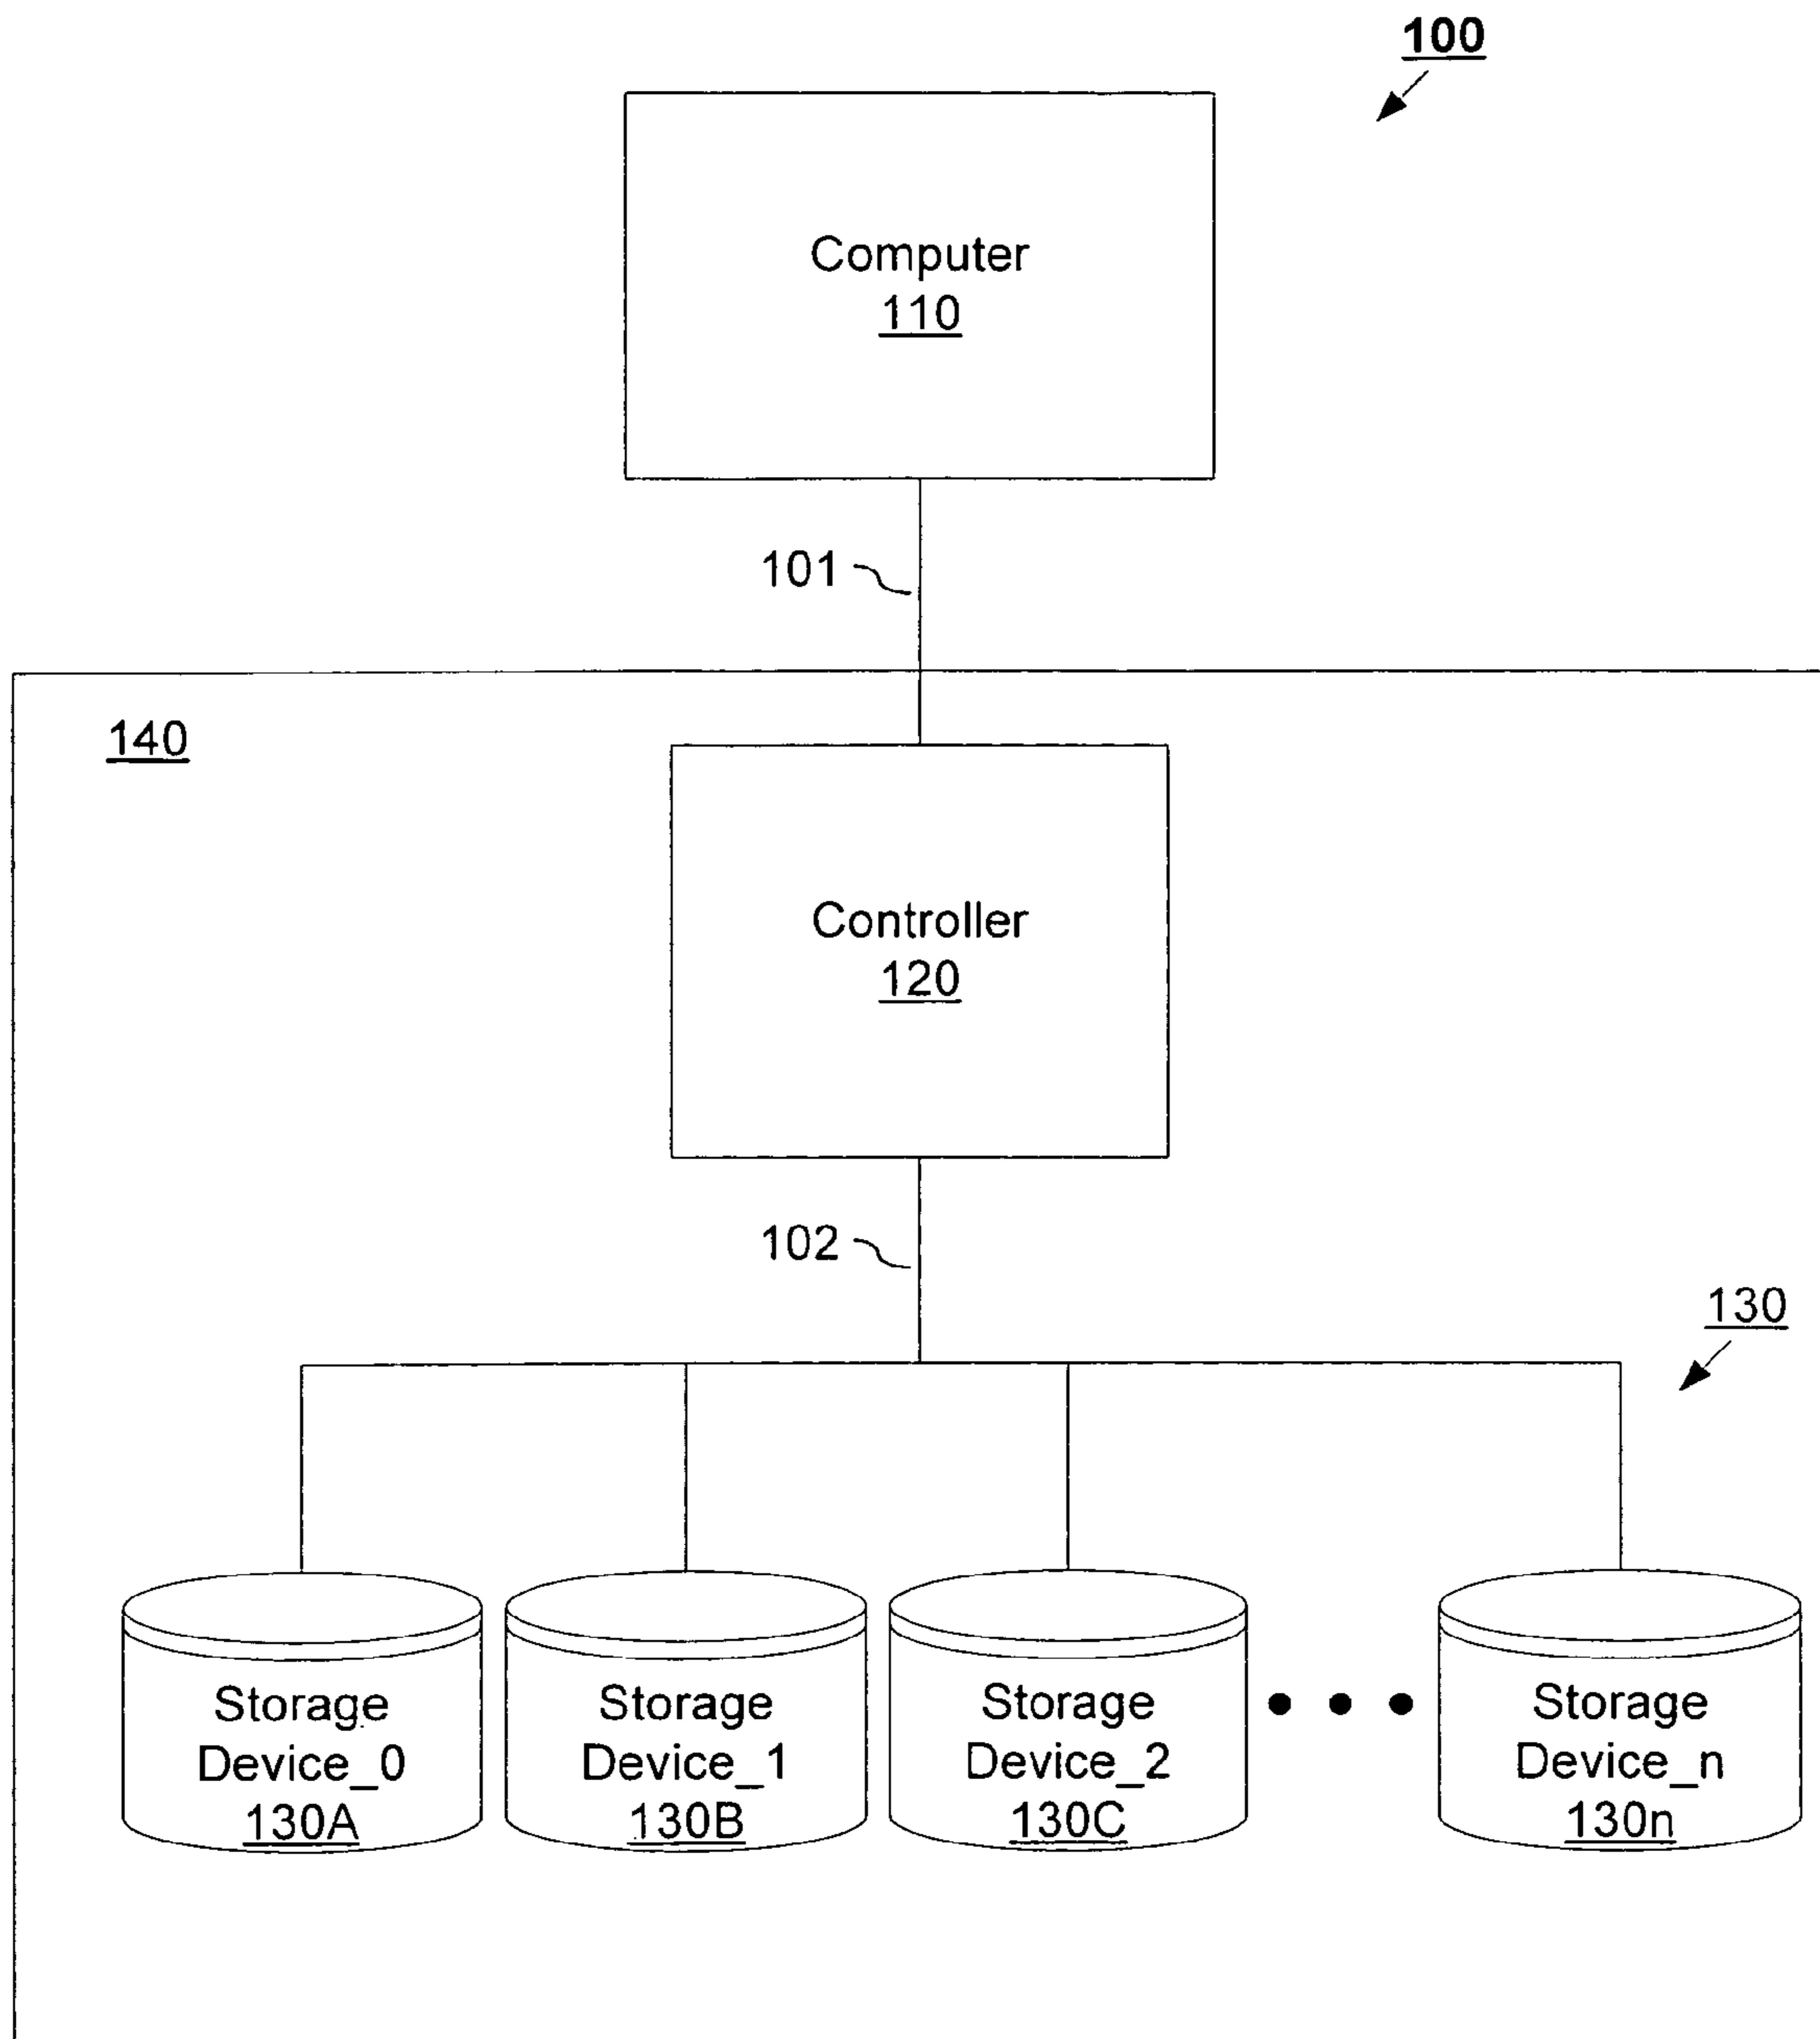 100
Computer
110
101
140
Controller
120
102
130
Storage
Device_0
130A
Storage
Device_1
130B
Storage
Device_2
130C
Storage
Device_n
130n